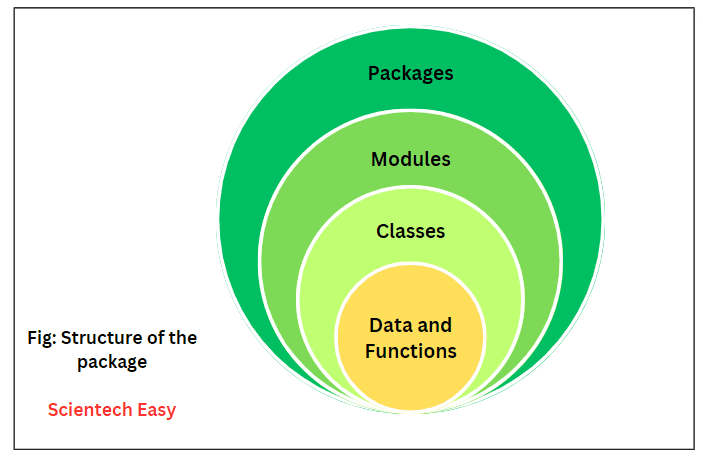 Packages
Modules
Classes
Data and
Functions
Fig: Structure of the
package
Scientech Easy